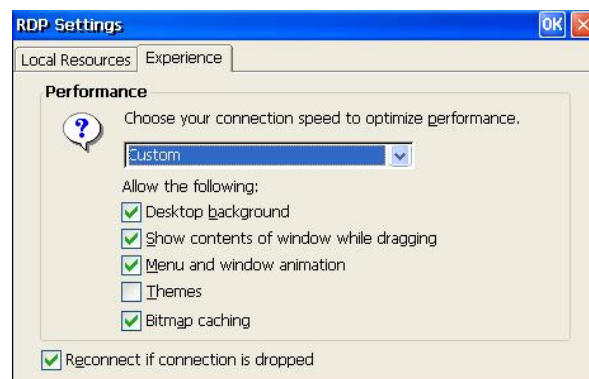 RDP Settings OK
Local Resources Experience
Performance
Choose your connection speed to optimize performance.
Custom
Allow the following:
Desktop background
Show contents of window while dragging
Menu and window animation
Themes
Bitmap caching
Reconnect if connection is dropped